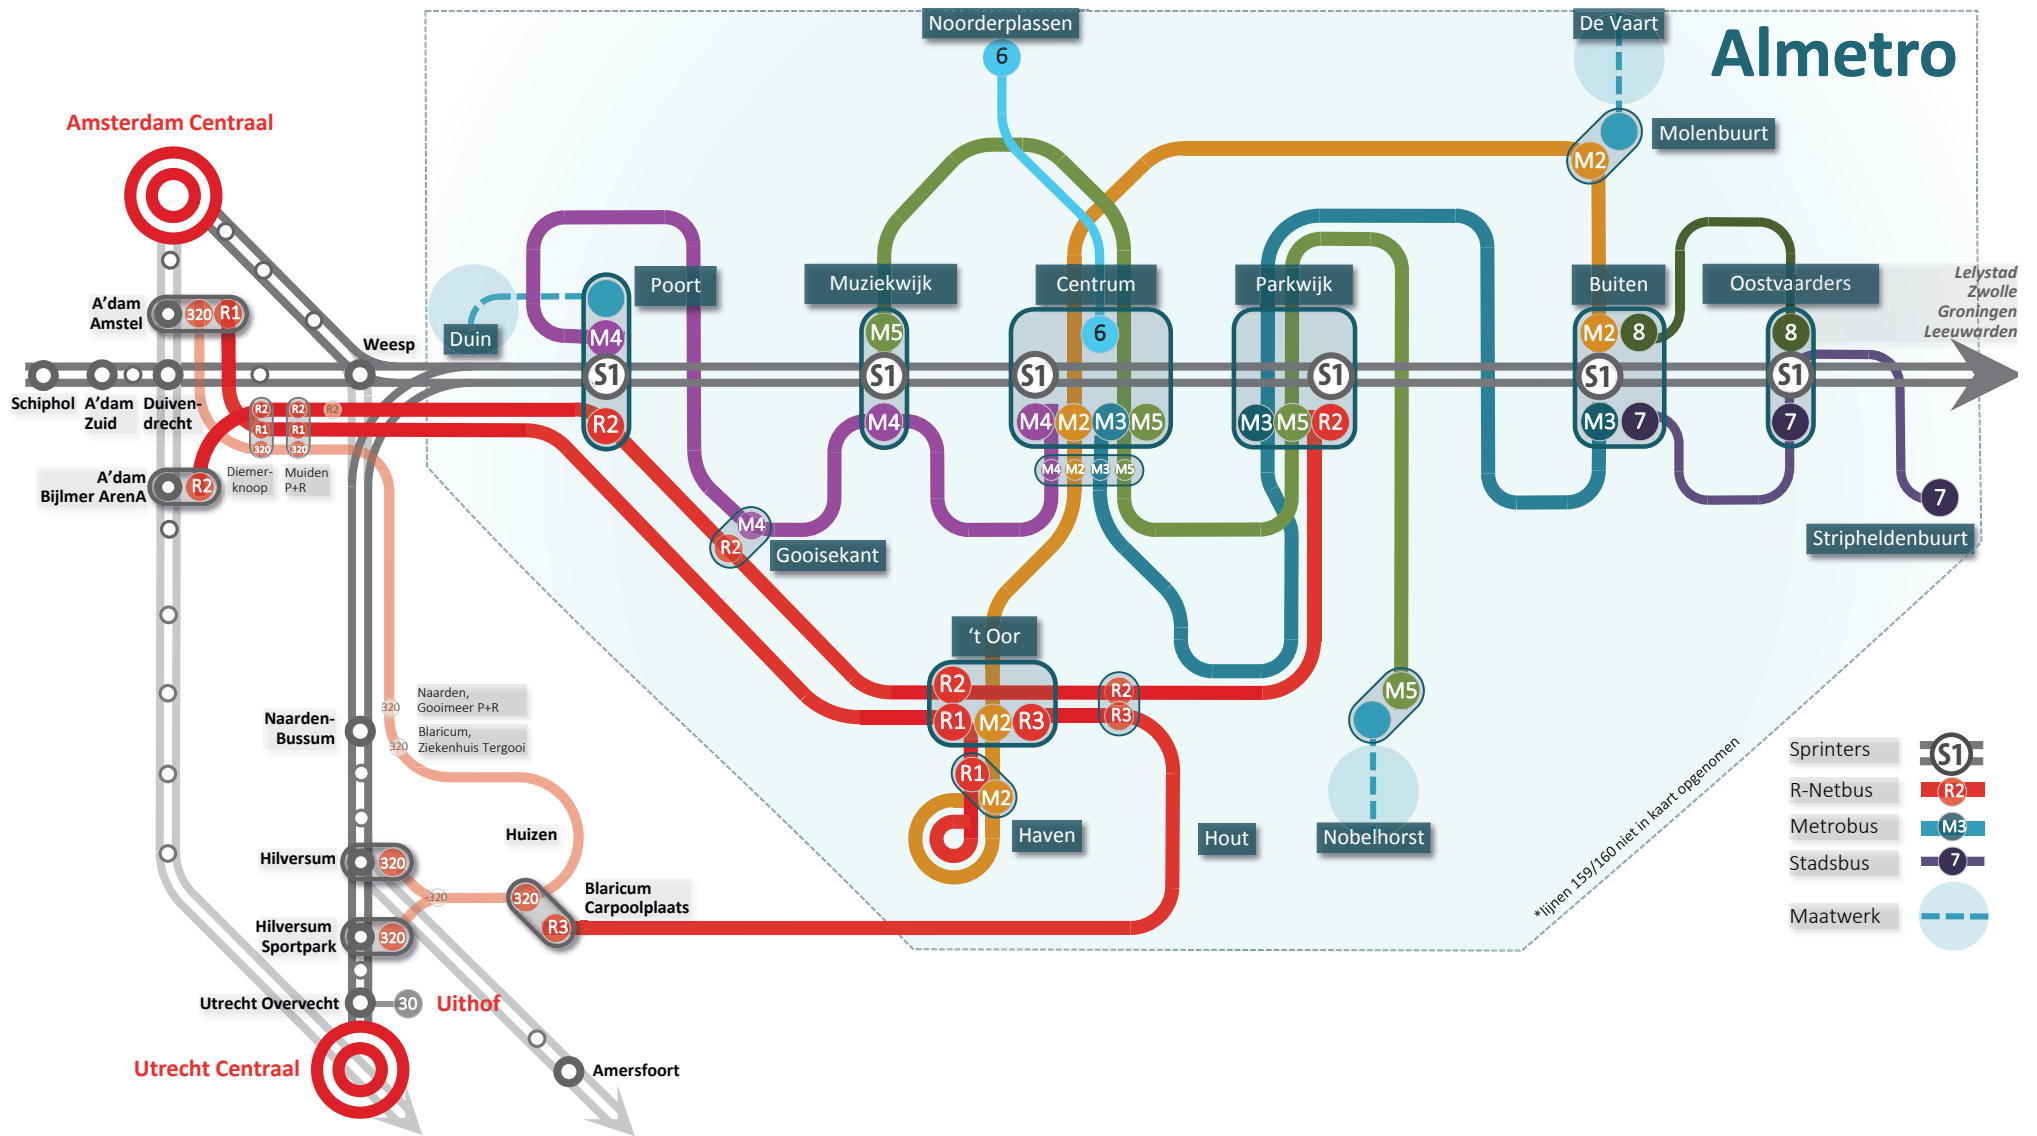 Noorderplassen
6
De Vaart
Almetro
Amsterdam Centraal
Molenbuurt
M2
Poort
Muziekwijk
Centrum
Parkwijk
Buiten
Oostvaarders
Lelystad
Zwolle
Groningen
Leeuwarden
A'dam
Amstel
320
R1
Duin
M4
M5
6
M2
8
8
Weesp
S1
S1
S1
S1
S1
S1
Schiphol
A'dam
Zuid
Duiven-
drecht
R2
R2
R2
R1
R1
320
320
R2
M4
M4
M2
M3
M5
M3
M5
R2
M3
7
7
A'dam
Bijlmer ArenA
R2
Diemer-
knoop
Muiden
P+R
M4
M2
M3
M5
7
Stripheldenbuurt
M4
R2
Gooisekant
't Oor
R2
R1
M2
R3
R2
R3
M5
320
Naarden,
Gooimeer P+R
320
Blaricum,
Ziekenhuis Tergooi
Naarden-
Bussum
R1
M2
Haven
Hout
Nobelhorst
Sprinters
S1
R-Netbus
R2
Metrobus
M3
Stadsbus
7
Maatwerk
*lijnen 159/160 niet in kaart opgenomen
Huizen
Hilversum
320
320
320
Blaricum
Carpoolplaats
R3
Hilversum
Sportpark
320
Utrecht Overvecht
30
Uithof
Utrecht Centraal
Amersfoort